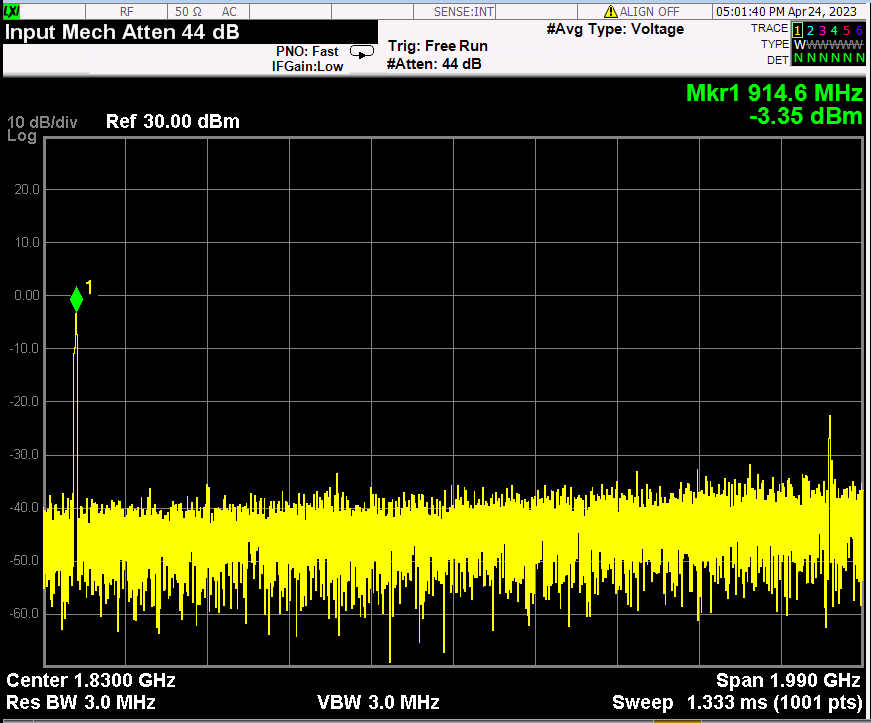 LXI RF 50 Ω AC SENSE:INT ALIGN OFF 05:01:40 PM Apr 24, 2023
Input Mech Atten 44 dB
PNO: Fast
IFGain:Low
Trig: Free Run
#Atten: 44 dB
#Avg Type: Voltage
TRACE 1 2 3 4 5 6
TYPE W W W W W W
DET N N N N N N
Mkr1 914.6 MHz
-3.35 dBm
10 dB/div Ref 30.00 dBm
Log
1
20.0
10.0
0.00
-10.0
-20.0
-30.0
-40.0
-50.0
-60.0
Center 1.8300 GHz Span 1.990 GHz
Res BW 3.0 MHz VBW 3.0 MHz Sweep 1.333 ms (1001 pts)